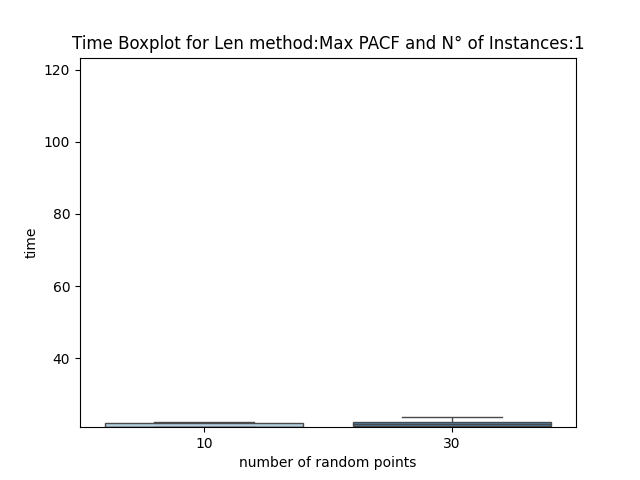 Time Boxplot for Len method:Max PACF and N° of Instances:1
120
100
80
60
40
time
10
30
number of random points